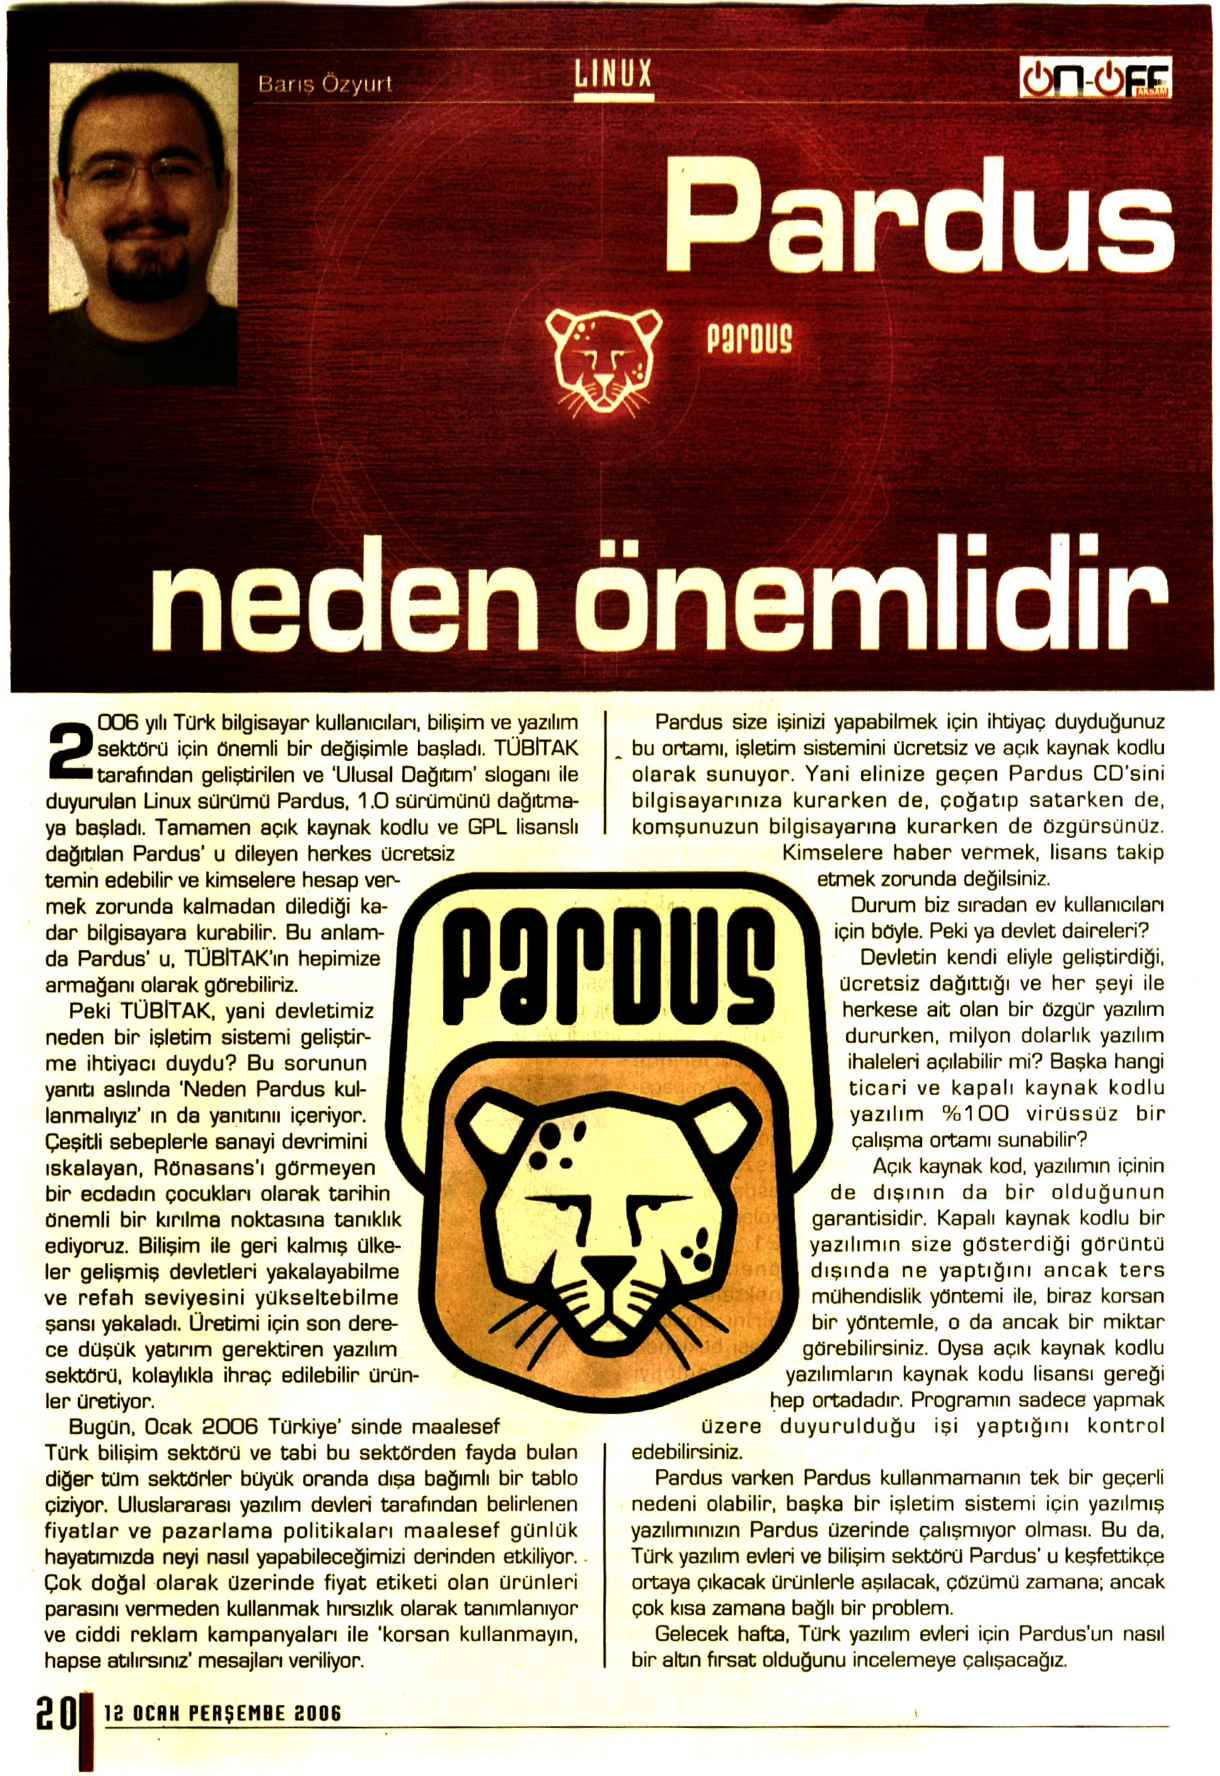 Barış Özyurt
LINUX
ON-OFF
AKŞAM
Pardus
PARDUS
neden önemlidir
2006 yılı Türk bilgisayar kullanıcıları, bilişim ve yazılım
sektörü için önemli bir değişimle başladı. TÜBİTAK
tarafından geliştirilen ve 'Ulusal Dağıtım' sloganı ile
duyurulan Linux sürümü Pardus, 1.0 sürümünü dağıtma-
ya başladı. Tamamen açık kaynak kodlu ve GPL lisanslı
dağıtılan Pardus' u dileyen herkes ücretsiz
temin edebilir ve kimselere hesap ver-
mek zorunda kalmadan dilediği ka-
dar bilgisayara kurabilir. Bu anlam-
da Pardus' u, TÜBİTAK'ın hepimize
armağanı olarak görebiliriz.
Peki TÜBİTAK, yani devletimiz
neden bir işletim sistemi geliştir-
me ihtiyacı duydu? Bu sorunun
yanıtı aslında 'Neden Pardus kul-
lanmalıyız' ın da yanıtınıı içeriyor.
Çeşitli sebeplerle sanayi devrimini
ıskalayan, Rönasans'ı görmeyen
bir ecdadın çocukları olarak tarihin
önemli bir kırılma noktasına tanıklık
ediyoruz. Bilişim ile geri kalmış ülke-
ler gelişmiş devletleri yakalayabilme
ve refah seviyesini yükseltebilme
şansı yakaladı. Üretimi için son dere-
ce düşük yatırım gerektiren yazılım
sektörü, kolaylıkla ihraç edilebilir ürün-
ler üretiyor.
Bugün, Ocak 2006 Türkiye' sinde maalesef
Türk bilişim sektörü ve tabi bu sektörden fayda bulan
diğer tüm sektörler büyük oranda dışa bağımlı bir tablo
çiziyor. Uluslararası yazılım devleri tarafından belirlenen
fiyatlar ve pazarlama politikaları maalesef günlük
hayatımızda neyi nasıl yapabileceğimizi derinden etkiliyor.
Çok doğal olarak üzerinde fiyat etiketi olan ürünleri
parasını vermeden kullanmak hırsızlık olarak tanımlanıyor
ve ciddi reklam kampanyaları ile 'korsan kullanmayın,
hapse atılırsınız' mesajları veriliyor.
PARDUS
Pardus size işinizi yapabilmek için ihtiyaç duyduğunuz
bu ortamı, işletim sistemini ücretsiz ve açık kaynak kodlu
olarak sunuyor. Yani elinize geçen Pardus CD'sini
bilgisayarınıza kurarken de, çoğatıp satarken de,
komşunuzun bilgisayarına kurarken de özgürsünüz.
Kimselere haber vermek, lisans takip
etmek zorunda değilsiniz.
Durum biz sıradan ev kullanıcıları
için böyle. Peki ya devlet daireleri?
Devletin kendi eliyle geliştirdiği,
ücretsiz dağıttığı ve her şeyi ile
herkese ait olan bir özgür yazılım
dururken, milyon dolarlık yazılım
ihaleleri açılabilir mi? Başka hangi
ticari ve kapalı kaynak kodlu
yazılım %100 virüssüz bir
çalışma ortamı sunabilir?
Açık kaynak kod, yazılımın içinin
de dışının da bir olduğunun
garantisidir. Kapalı kaynak kodlu bir
yazılımın size gösterdiği görüntü
dışında ne yaptığını ancak ters
mühendislik yöntemi ile, biraz korsan
bir yöntemle, o da ancak bir miktar
görebilirsiniz. Oysa açık kaynak kodlu
yazılımların kaynak kodu lisansı gereği
hep ortadadır. Programın sadece yapmak
üzere duyurulduğu işi yaptığını kontrol
edebilirsiniz.
Pardus varken Pardus kullanmamanın tek bir geçerli
nedeni olabilir, başka bir işletim sistemi için yazılmış
yazılımınızın Pardus üzerinde çalışmıyor olması. Bu da,
Türk yazılım evleri ve bilişim sektörü Pardus' u keşfettikçe
ortaya çıkacak ürünlerle aşılacak, çözümü zamana; ancak
çok kısa zamana bağlı bir problem.
Gelecek hafta, Türk yazılım evleri için Pardus'un nasıl
bir altın fırsat olduğunu incelemeye çalışacağız.
20
12 OCAK PERŞEMBE 2006